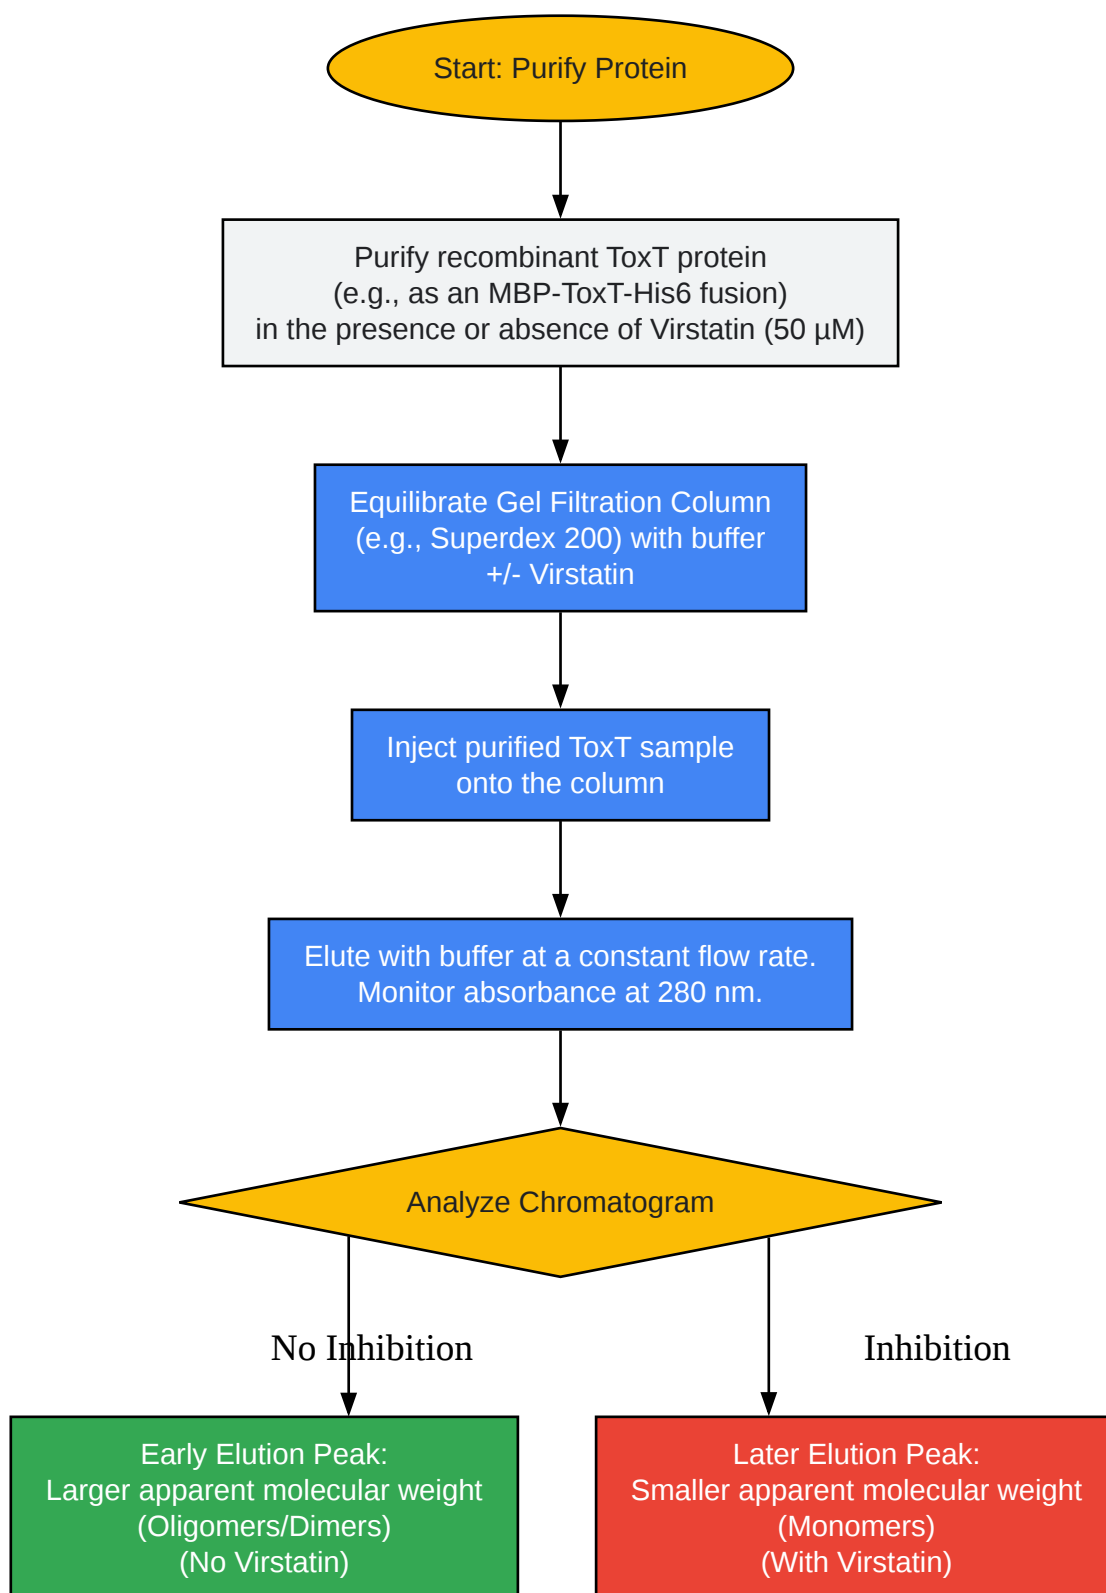 Start: Purify Protein
Purify recombinant ToxT protein
(e.g., as an MBP-ToxT-His6 fusion)
in the presence or absence of Virstatin (50 µM)
Equilibrate Gel Filtration Column
(e.g., Superdex 200) with buffer
+/- Virstatin
Inject purified ToxT sample
onto the column
Elute with buffer at a constant flow rate.
Monitor absorbance at 280 nm.
Analyze Chromatogram
No Inhibition
Inhibition
Early Elution Peak:
Larger apparent molecular weight
(Oligomers/Dimers)
(No Virstatin)
Later Elution Peak:
Smaller apparent molecular weight
(Monomers)
(With Virstatin)